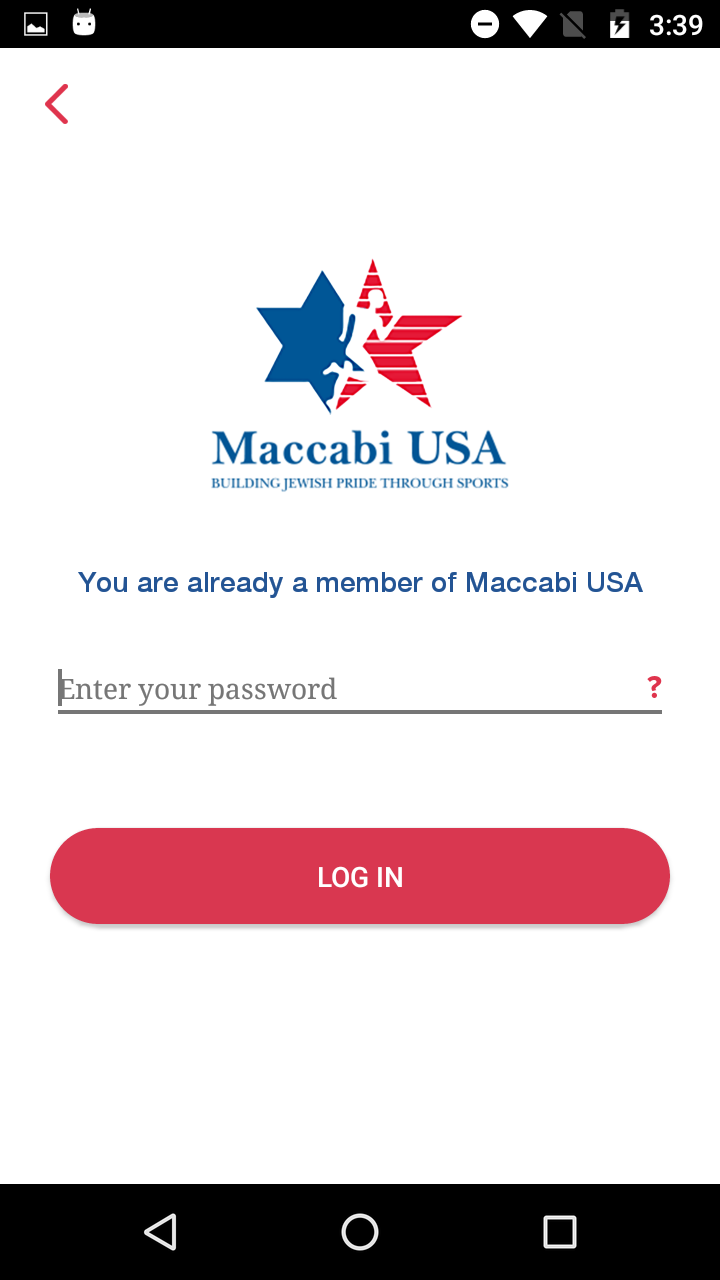 3:39
Maccabi USA
BUILDING JEWISH PRIDE THROUGH SPORTS
You are already a member of Maccabi USA
Enter your password ?
LOG IN